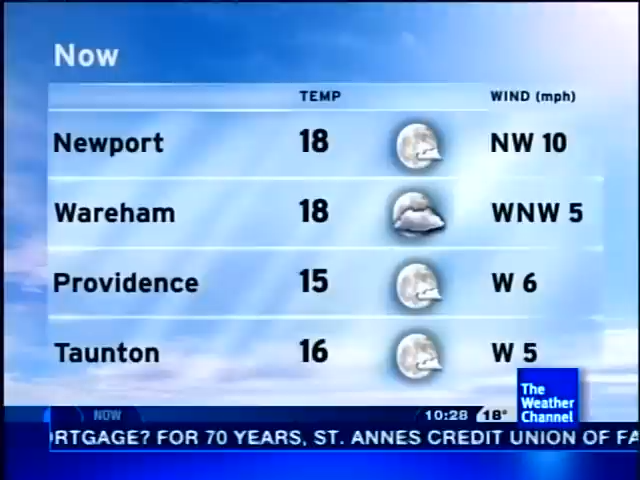 Now
TEMP WIND (mph)
Newport 18 NW 10
Wareham 18 WNW 5
Providence 15 W 6
Taunton 16 W 5
The
Weather
Channel
NOW 10:28 18°
RTGAGE? FOR 70 YEARS, ST. ANNES CREDIT UNION OF FA